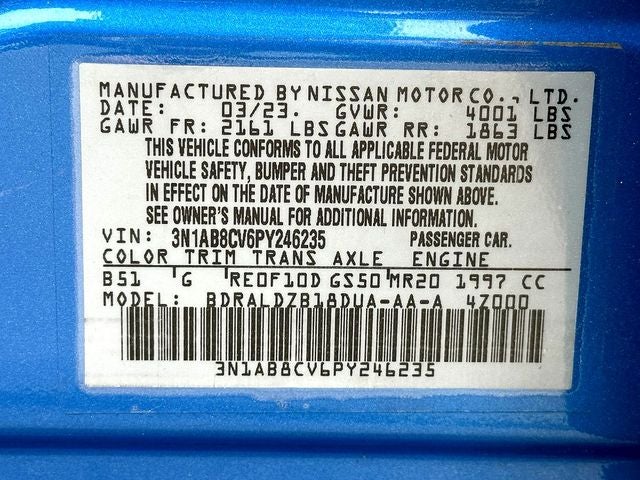 MANUFACTURED BY NISSAN MOTOR CO., LTD.
DATE: 03/23. GVWR: 4001 LBS
GAWR FR: 2161 LBS GAWR RR: 1863 LBS
THIS VEHICLE CONFORMS TO ALL APPLICABLE FEDERAL MOTOR
VEHICLE SAFETY, BUMPER AND THEFT PREVENTION STANDARDS
IN EFFECT ON THE DATE OF MANUFACTURE SHOWN ABOVE.
SEE OWNER'S MANUAL FOR ADDITIONAL INFORMATION.
VIN: 3N1AB8CV6PY246235 PASSENGER CAR.
COLOR TRIM TRANS AXLE ENGINE
B51 G RE0F10D GS50 MR20 1997 CC
MODEL: BDRALDZB18DUA-AA-A 4Z000
3N1AB8CV6PY246235